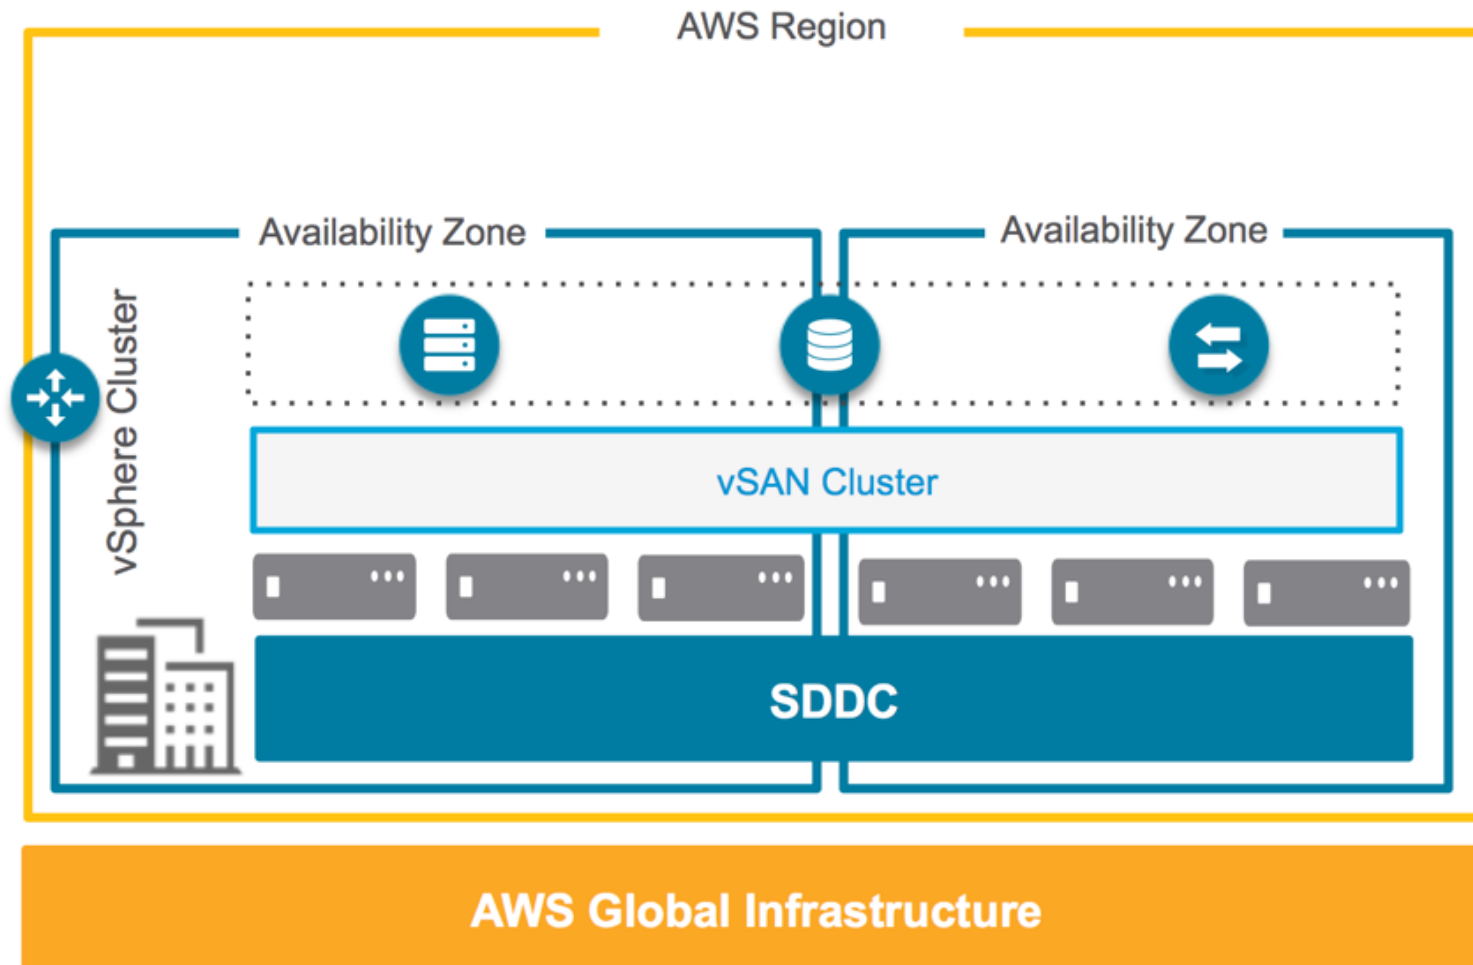 AWS Region
Availability Zone
Availability Zone
vSphere Cluster
vSAN Cluster
SDDC
AWS Global Infrastructure